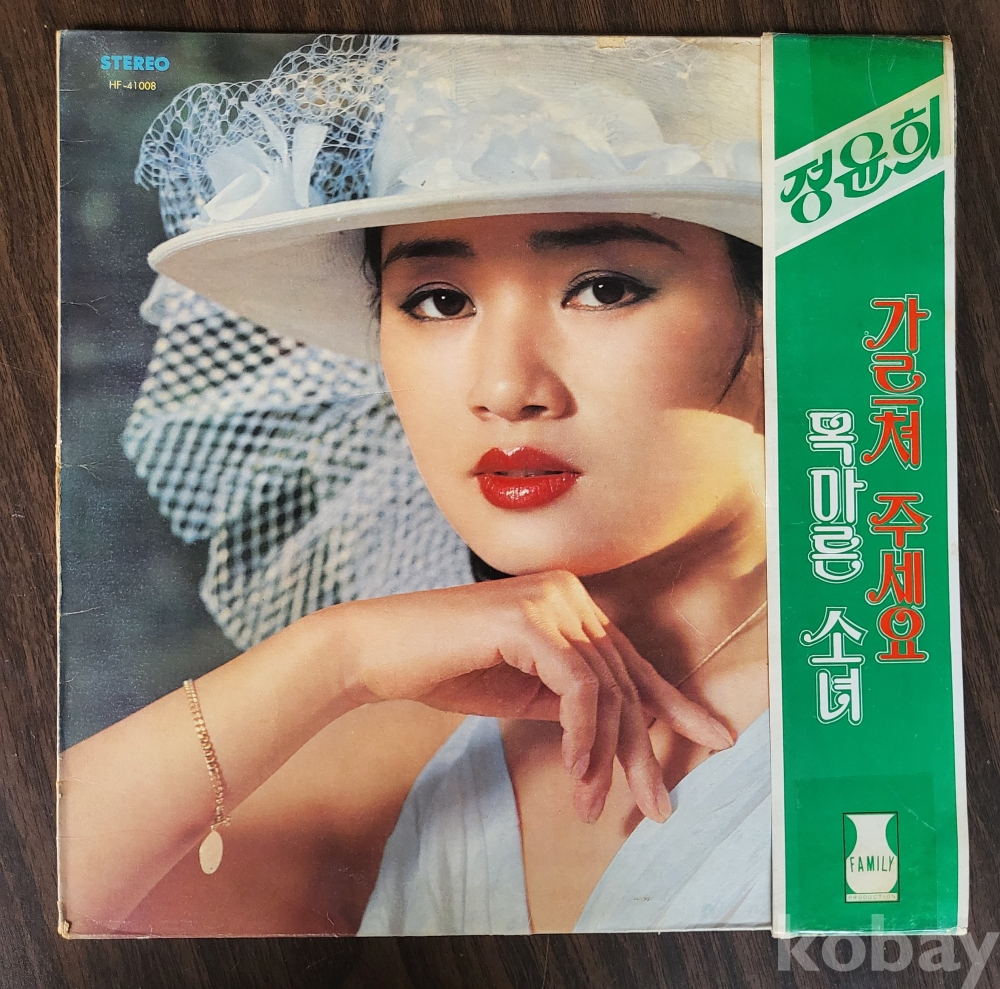 STEREO
HF-41008
정윤희
가르쳐 주세요
목마른 소녀
FAMILY
PRODUCTION
kobay